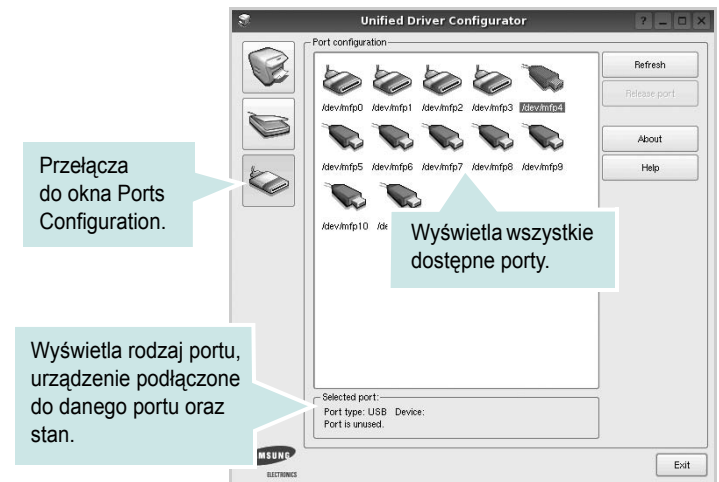 Unified Driver Configurator
Port configuration
/dev/mfp0 /dev/mfp1 /dev/mfp2 /dev/mfp3 /dev/mfp4
/dev/mfp5 /dev/mfp6 /dev/mfp7 /dev/mfp8 /dev/mfp9
/dev/mfp10
Refresh
Release port
About
Help
Przełącza
do okna Ports
Configuration.
Wyświetla wszystkie
dostępne porty.
Wyświetla rodzaj portu,
urządzenie podłączone
do danego portu oraz
stan.
Selected port:
Port type: USB Device:
Port is unused.
MSUNG
ELECTRONICS
Exit